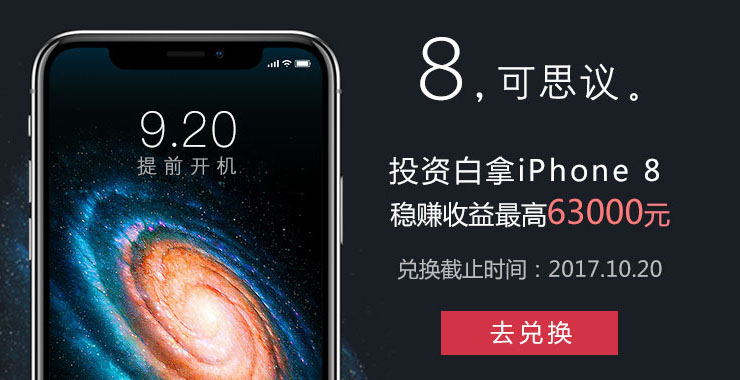 9.20
提前开机
8,可思议。
投资白拿iPhone 8
稳赚收益最高63000元
兑换截止时间：2017.10.20
去兑换